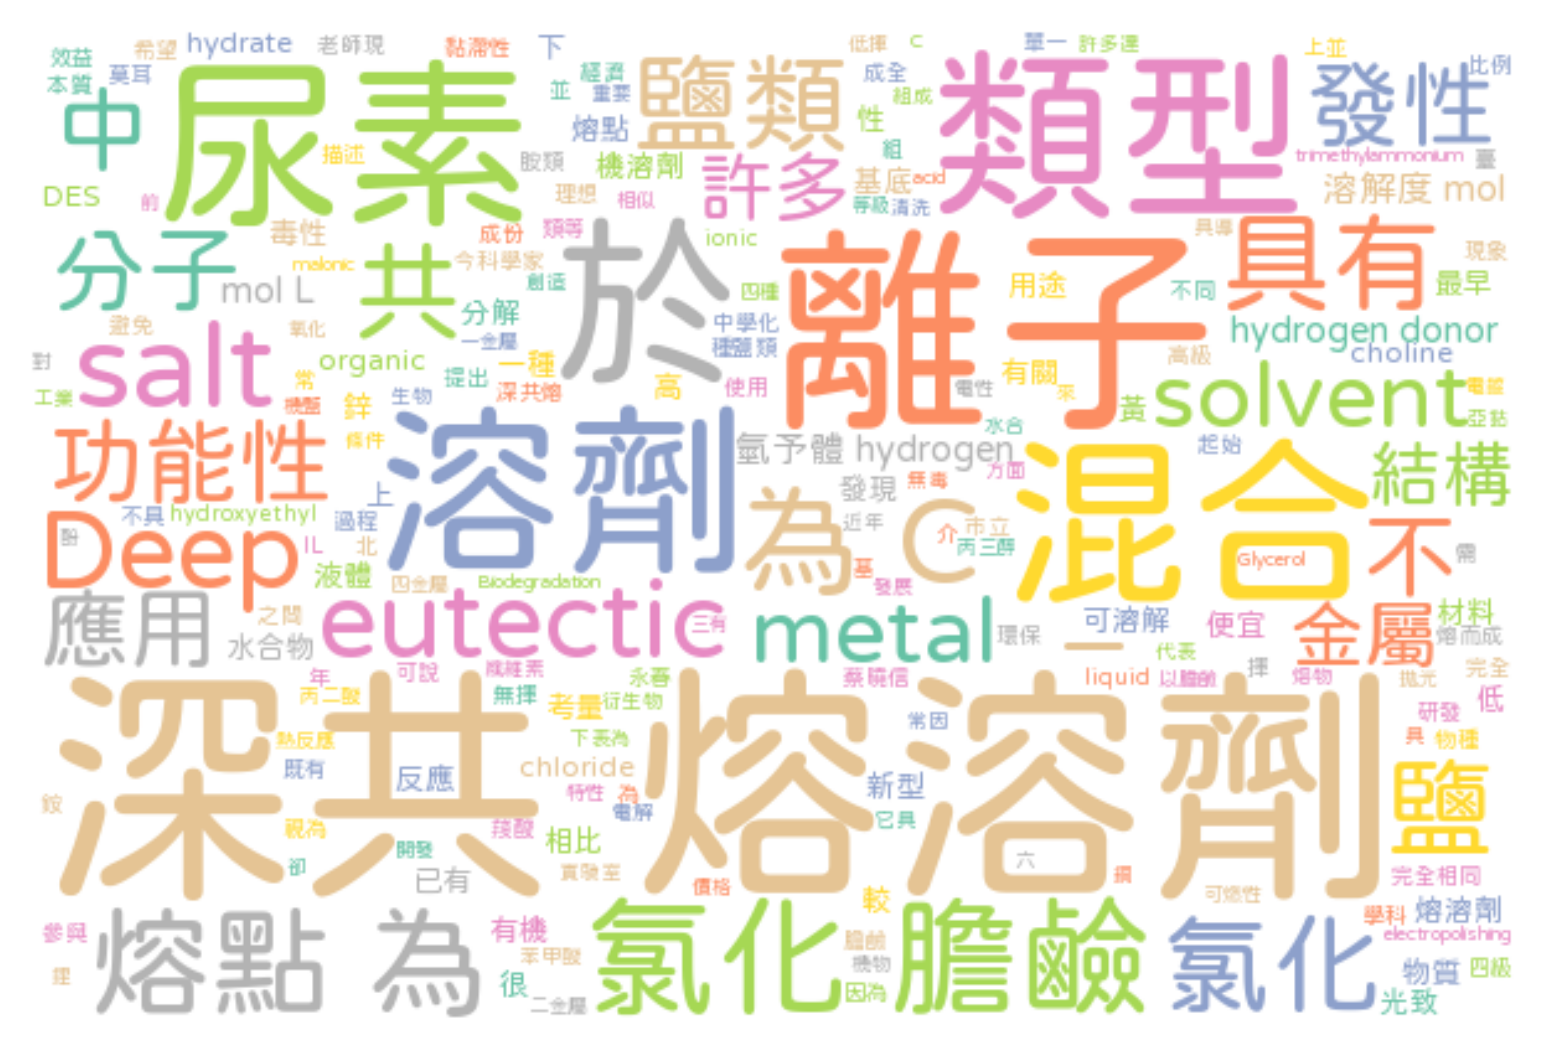 效益 希望 hydrate 老師現 黏滯性 下 低揮 C 單一 許多達 上並 比例
本質 莫耳 尿素 經濟 並 重要 鹽類 成全 組成 類型 發性
中 描述 胺類 熔點 機溶劑 許多 性 組 基底 acid trimethylammonium 臺
DES 前 理想 相似 等級 清洗 溶解度 mol
分子 毒性 共 成份 類等 於 ionic 離子 具導 具有 現象
mol L malonic 今科學家 創造 四種 用途 不同 最早
避免 氧化 分解 一金屬 中學化 種鹽類 hydrogen donor
對 salt organic 一種 高級 choline
工業 常 機鹽 鋅 生物 提出 深共熔 高 使用 電性 有關 來 黃 solvent 電鍍 亞鈷
功能性 條件 溶劑 氫予體 hydrogen 水合 混合 起始 結構
上 發現 無毒 方面
不具 hydroxyethyl 過程 為 C 近年 介 市立 不
Deep 酚 IL 北 丙三醇 Glycerol 需
液體 四金屬 Biodegradation 基 發展
應用 之間 eutectic 三有 metal 環保 一 可溶解 便宜 金屬 材料
水合物 代表 熔而成
年 可說 纖維素 永春 蔡曉信 liquid 以膽鹼 揮 熔物 拋光 完全
深共熔溶劑 丙二酸 無揮 考量 衍生物 常因 研發 低
熱反應 下表為 具 物種
既有 反應 chloride 新型 鹽
銨 特性 為 電解 它具
視為 羧酸 相比
卻 開發 已有 實驗室 價格 六 銅 可燃性 完全相同
熔點 為 有機 氯化膽鹼 較 氯化 學科 熔溶劑
參與 苯甲酸 膽鹼 electropolishing
鋰 很 機物 物質 四級
二金屬 因為 光致